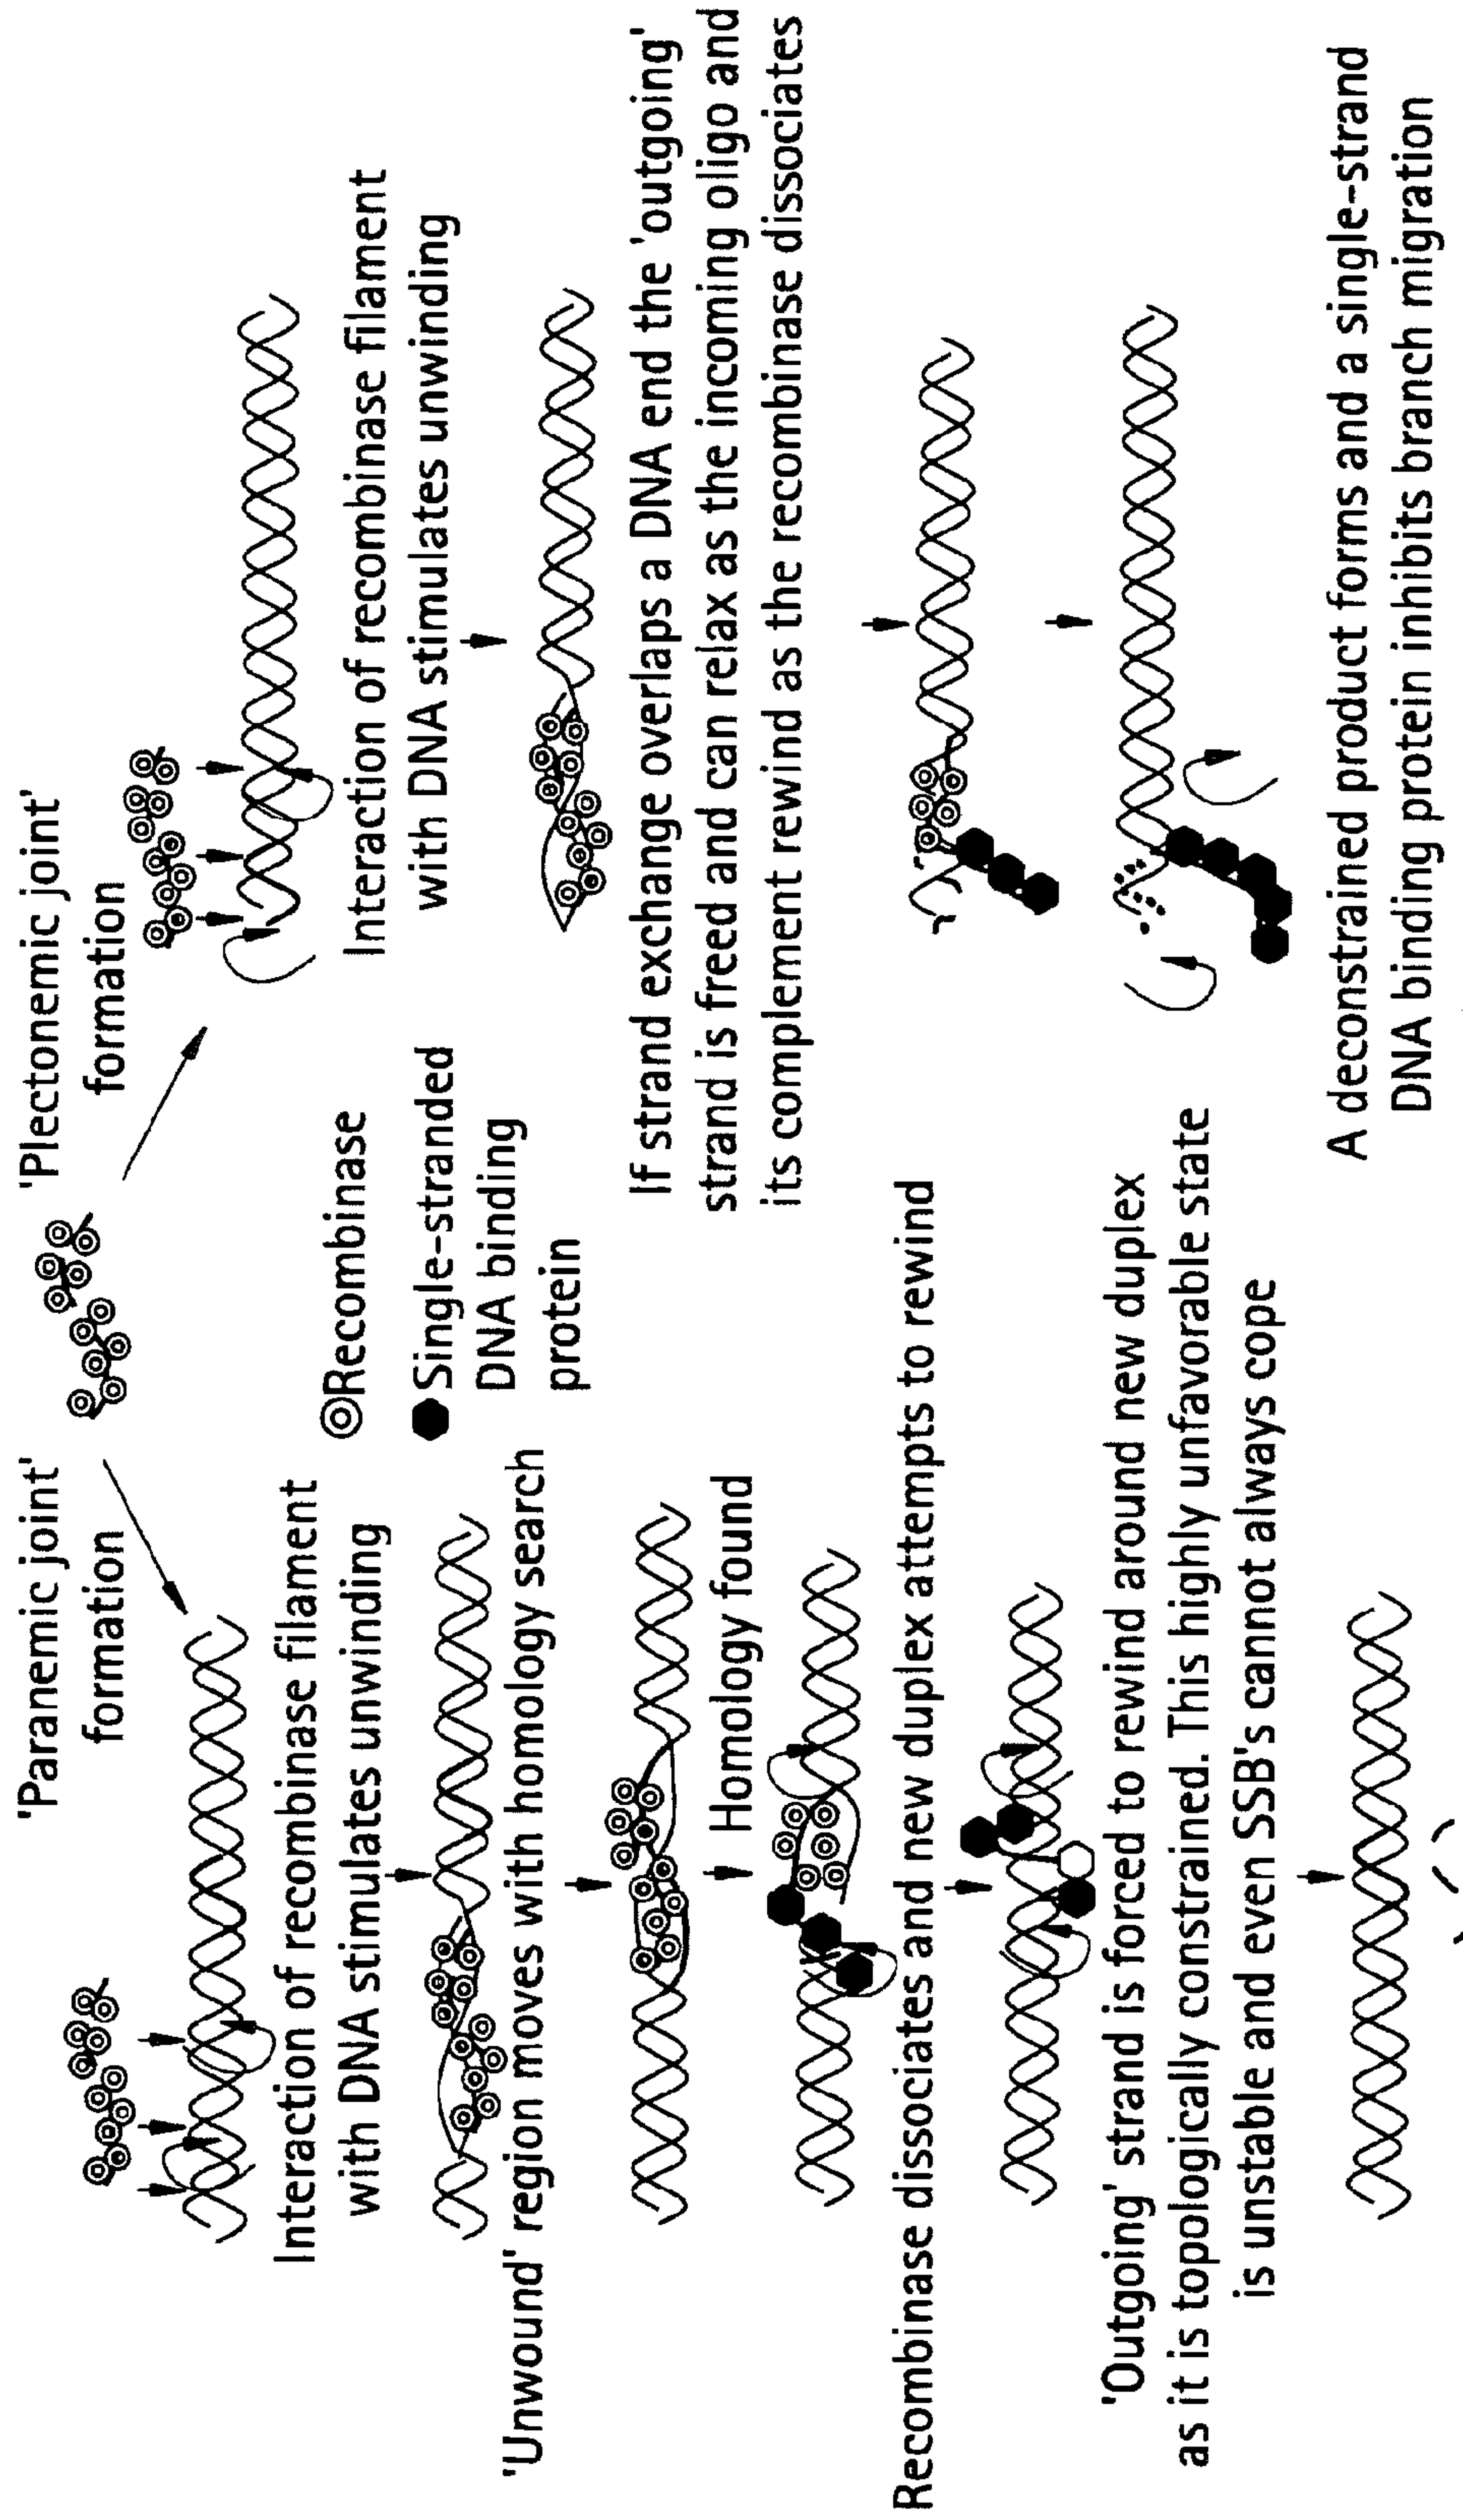 'Paranemic joint'
formation
Interaction of recombinase filament
with DNA stimulates unwinding
'Unwound' region moves with homology search
Homology found
Recombinase dissociates and new duplex attempts to rewind
'Outgoing' strand is forced to rewind around new duplex
as it is topologically constrained. This highly unfavorable state
is unstable and even SSB's cannot always cope
Recombinase
Single-stranded
DNA binding
protein
'Plectonemic joint'
formation
Interaction of recombinase filament
with DNA stimulates unwinding
If strand exchange overlaps a DNA end the 'outgoing'
strand is freed and can relax as the incoming oligo and
its complement rewind as the recombinase dissociates
A deconstrained product forms and a single-strand
DNA binding protein inhibits branch migration